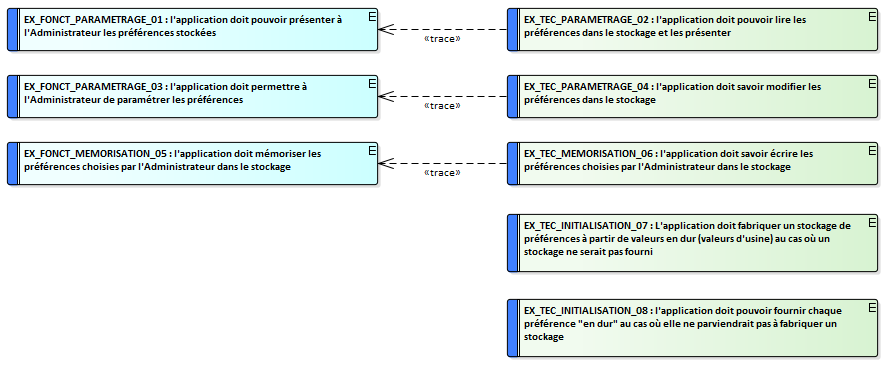 EX_FONCT_PARAMETRAGE_01 : l'application doit pouvoir présenter à
l'Administrateur les préférences stockées
«trace»
EX_TEC_PARAMETRAGE_02 : l'application doit pouvoir lire les
préférences dans le stockage et les présenter
EX_FONCT_PARAMETRAGE_03 : l'application doit permettre à
l'Administrateur de paramétrer les préférences
«trace»
EX_TEC_PARAMETRAGE_04 : l'application doit savoir modifier les
préférences dans le stockage
EX_FONCT_MEMORISATION_05 : l'application doit mémoriser les
préférences choisies par l'Administrateur dans le stockage
«trace»
EX_TEC_MEMORISATION_06 : l'application doit savoir écrire les
préférences choisies par l'Administrateur dans le stockage
EX_TEC_INITIALISATION_07 : L'application doit fabriquer un stockage de
préférences à partir de valeurs en dur (valeurs d'usine) au cas où un
stockage ne serait pas fourni
EX_TEC_INITIALISATION_08 : l'application doit pouvoir fournir chaque
préférence "en dur" au cas où elle ne parviendrait pas à fabriquer un
stockage